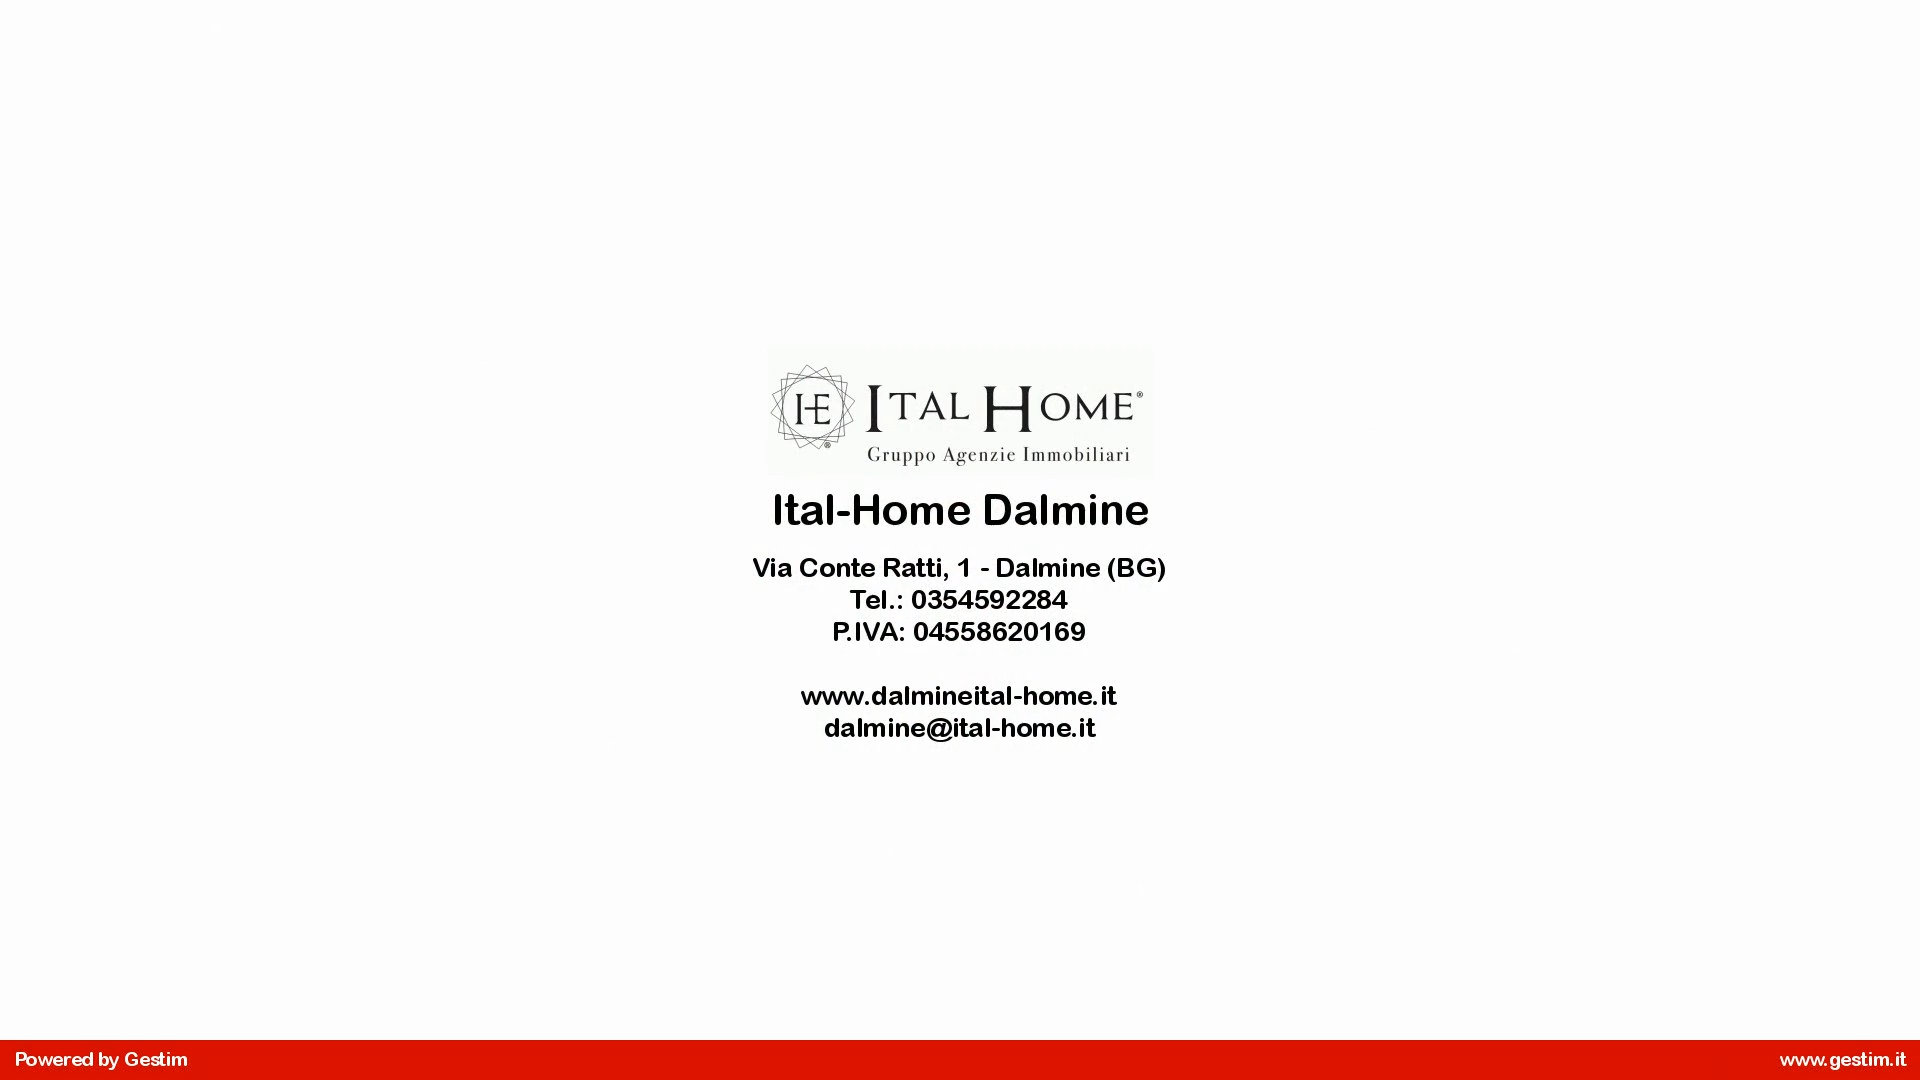 HE
ITAL HOME®
Gruppo Agenzie Immobiliari
Ital-Home Dalmine
Via Conte Ratti, 1 - Dalmine (BG)
Tel.: 0354592284
P.IVA: 04558620169
www.dalmineital-home.it
dalmine@ital-home.it
Powered by Gestim
www.gestim.it